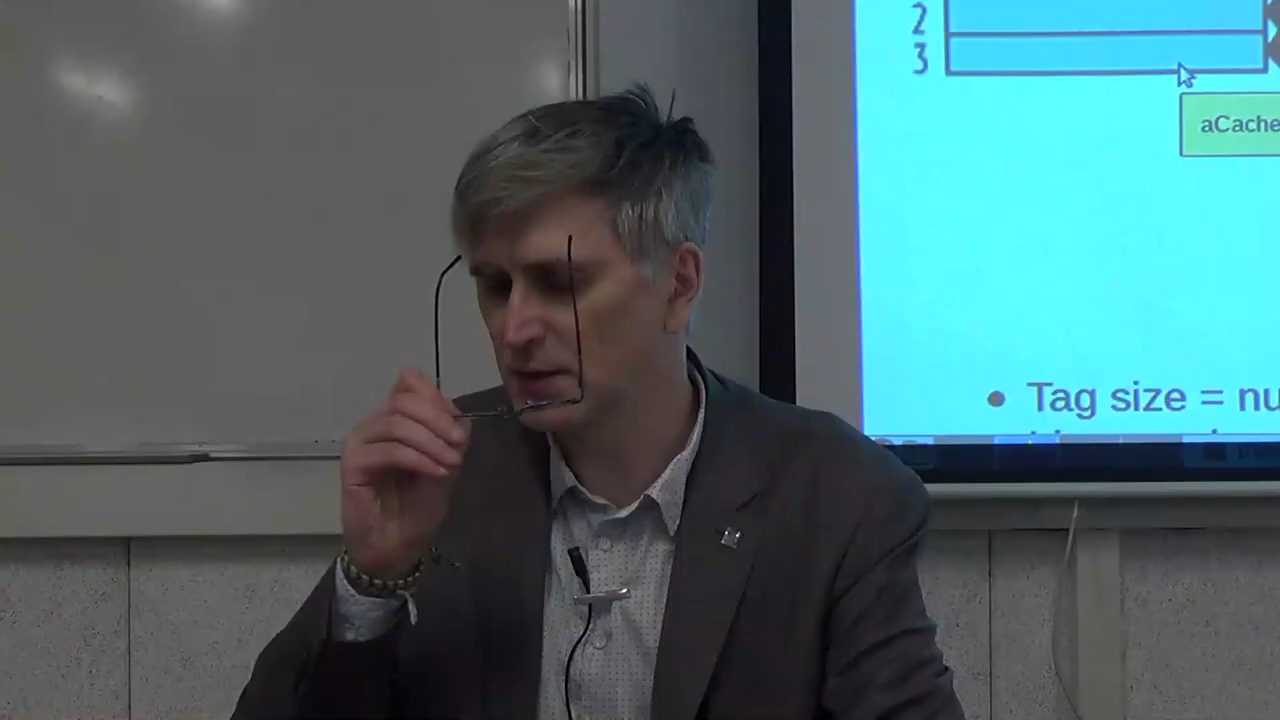 2
3
aCache
• Tag size = nu